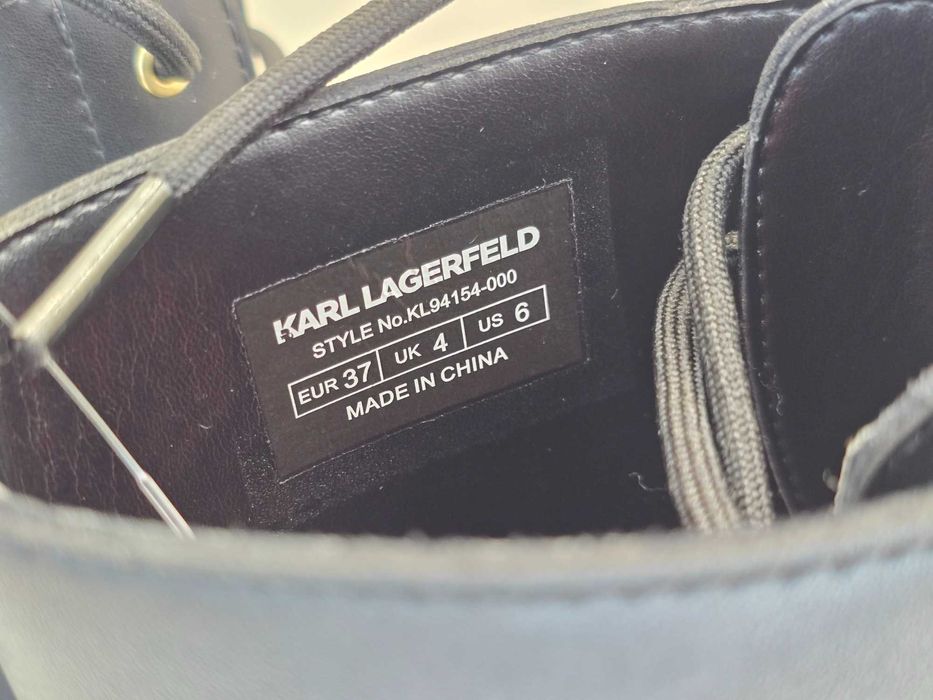 KARL LAGERFELD
STYLE No.KL94154-000
EUR 37 UK 4 US 6
MADE IN CHINA